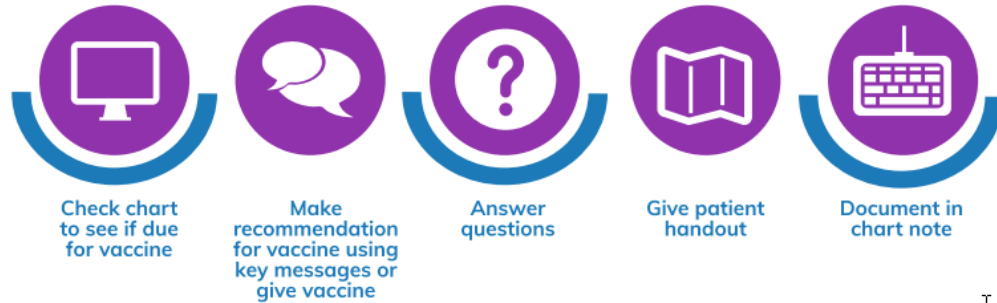 Check chart
to see if due
for vaccine
Make
recommendation
for vaccine using
key messages or
give vaccine
Answer
questions
Give patient
handout
Document in
chart note